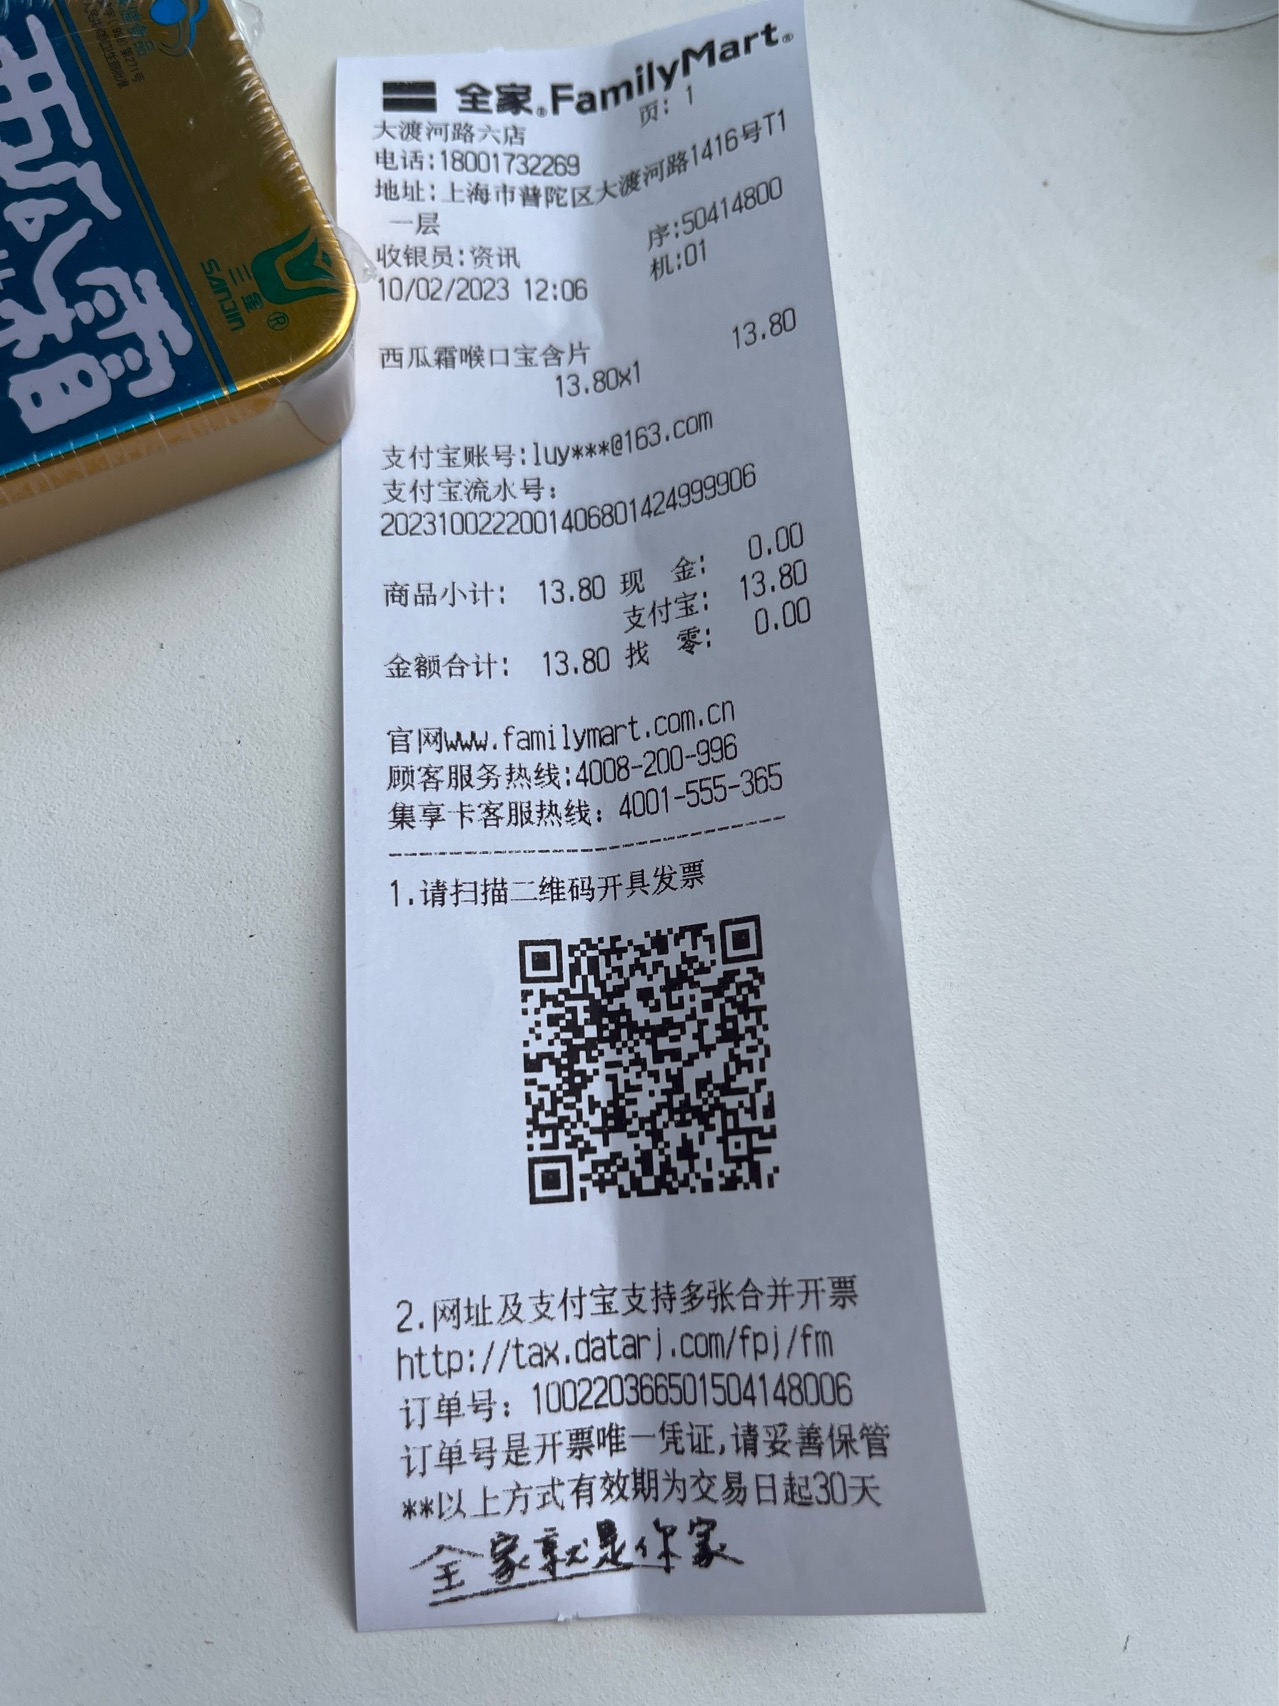 西瓜霜
三金
SANJIN
全家 FamilyMart
页: 1
大渡河路六店
电话:18001732269
地址:上海市普陀区大渡河路1416号T1
一层
序:50414800
收银员:资讯
机:01
10/02/2023 12:06
西瓜霜喉口宝含片 13.80
13.80x1
支付宝账号:luy***@163.com
支付宝流水号:
2023100222001406801424999906
商品小计: 13.80 现 金: 0.00
支付宝: 13.80
金额合计: 13.80 找 零: 0.00
官网www.familymart.com.cn
顾客服务热线:4008-200-996
集享卡客服热线: 4001-555-365
1.请扫描二维码开具发票
2.网址及支付宝支持多张合并开票
http://tax.datarj.com/fpj/fm
订单号: 100220366501504148006
订单号是开票唯一凭证,请妥善保管
**以上方式有效期为交易日起30天
全家就是你家